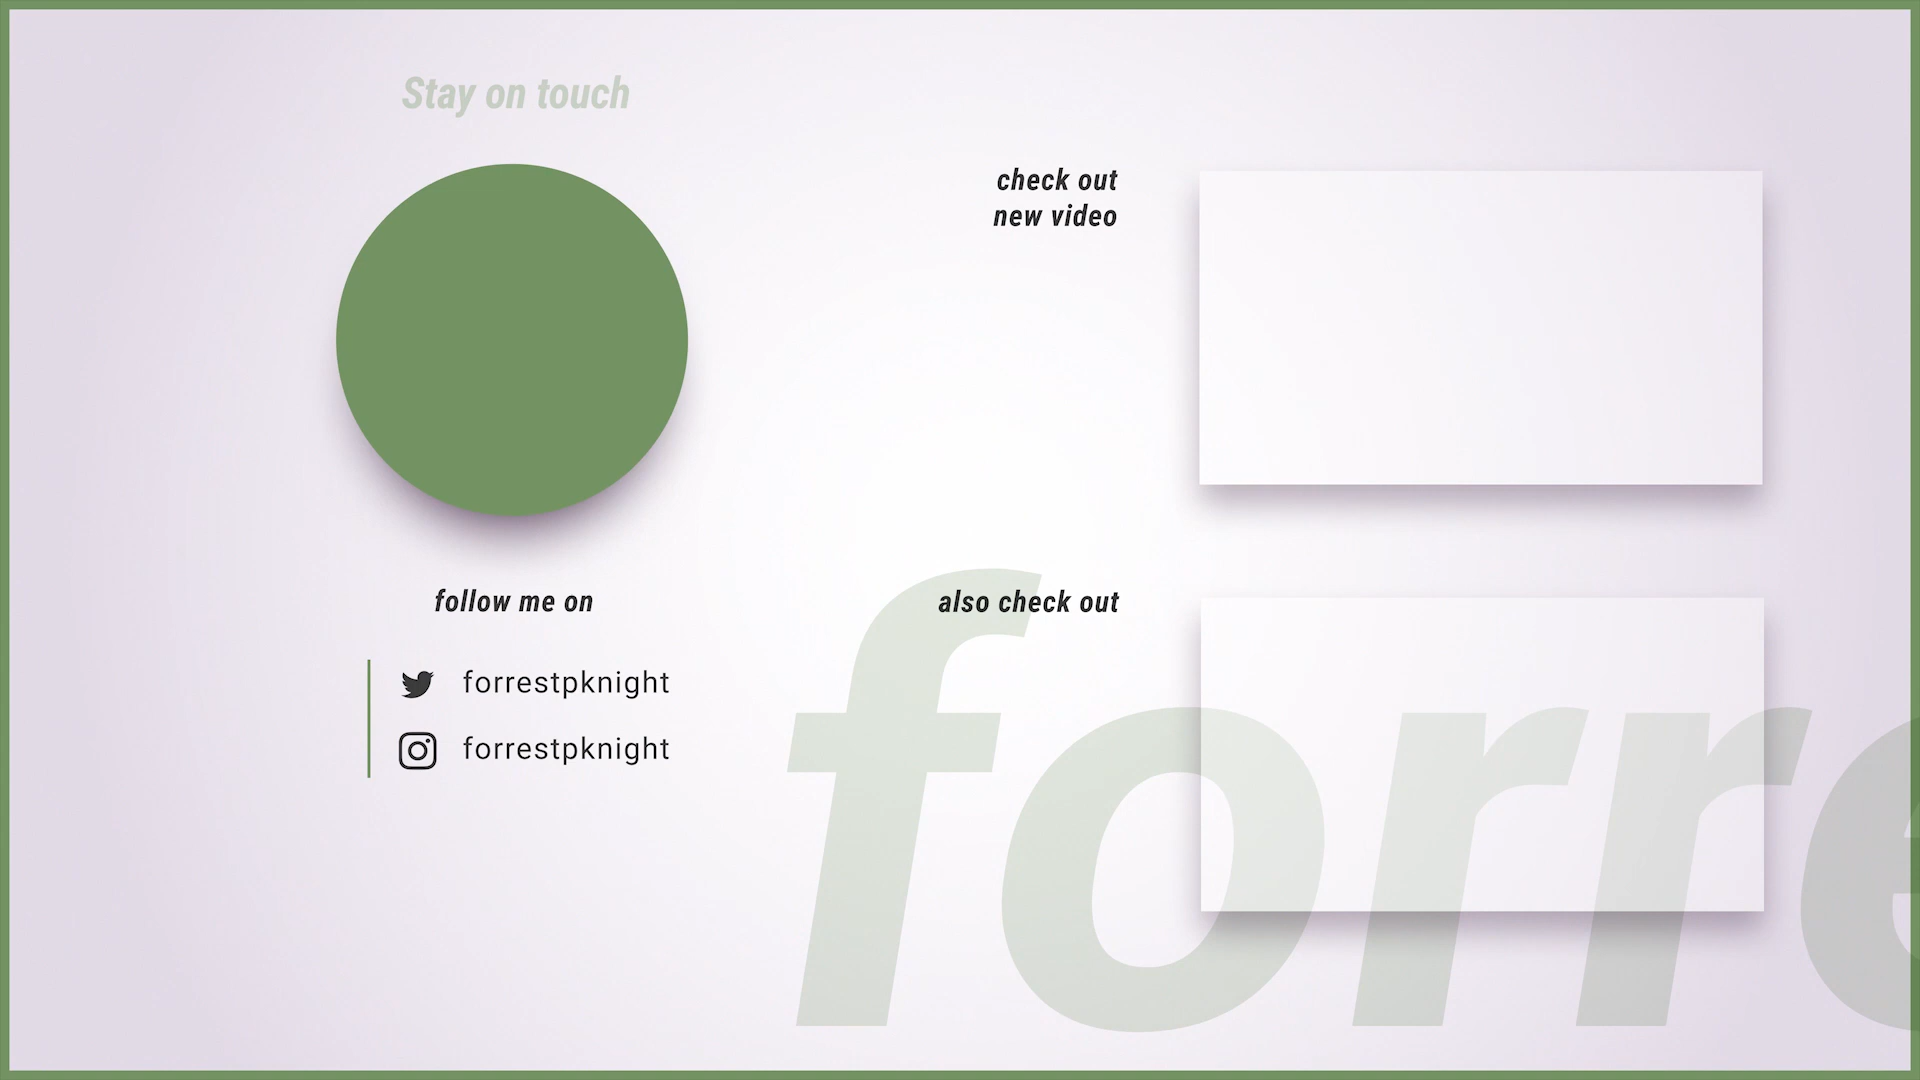 Stay on touch
check out
new video
follow me on
forrestpknight
forrestpknight
also check out
forre